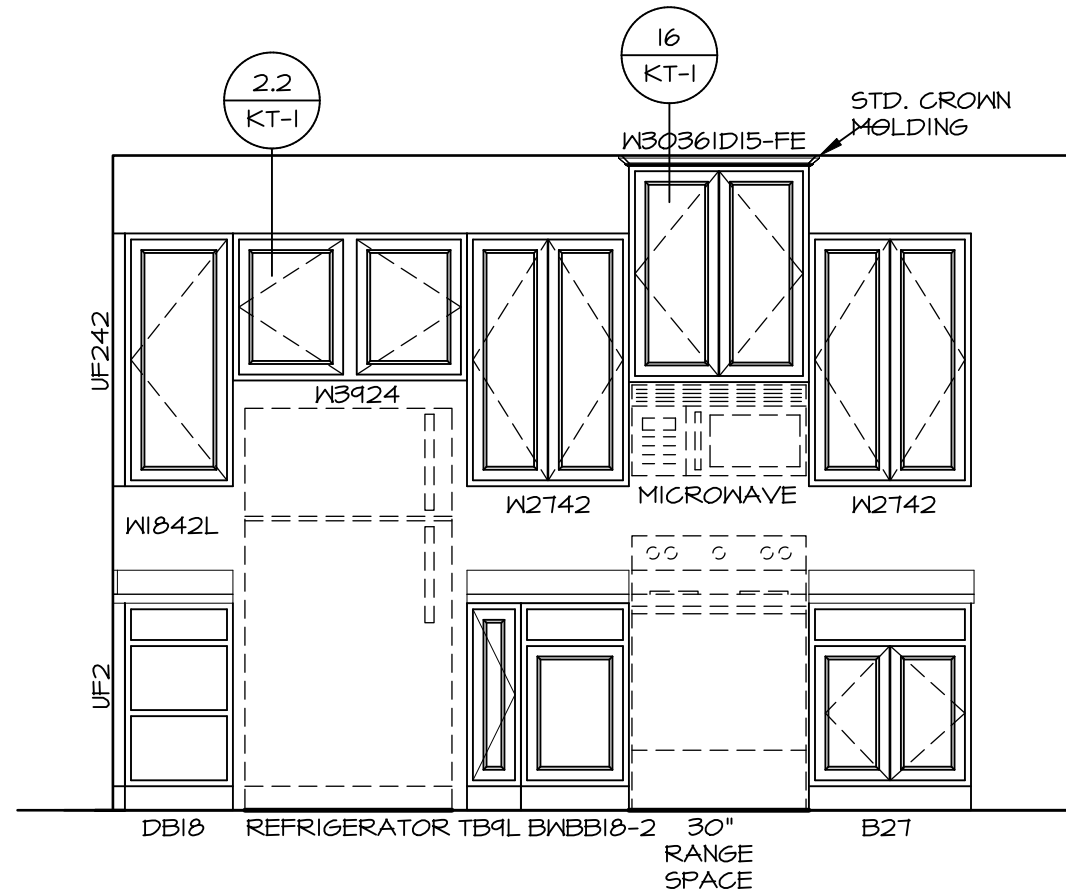 16
KT-1
2.2
KT-1
STD. CROWN
MOLDING
W30361D15-FE
UF242
W3924
W1842L
W2742
MICROWAVE
W2742
UF2
DB18
REFRIGERATOR
TB9L
BWBB18-2
30"
RANGE
SPACE
B27